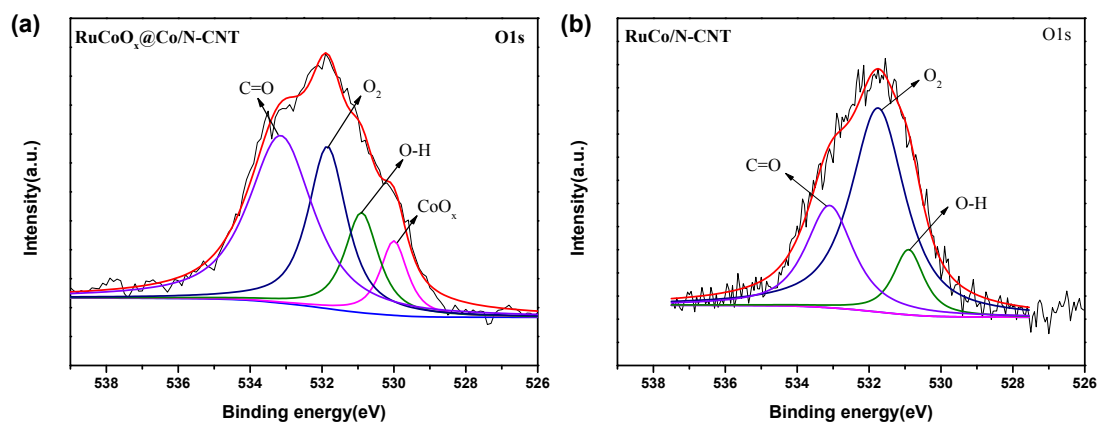 (a)
RuCoOₓ@Co/N-CNT
O1s
C=O
O₂
O-H
CoOₓ
Intensity(a.u.)
538 536 534 532 530 528 526
Binding energy(eV)
(b)
RuCo/N-CNT
O1s
O₂
C=O
O-H
Intensity(a.u.)
538 536 534 532 530 528 526
Binding energy(eV)